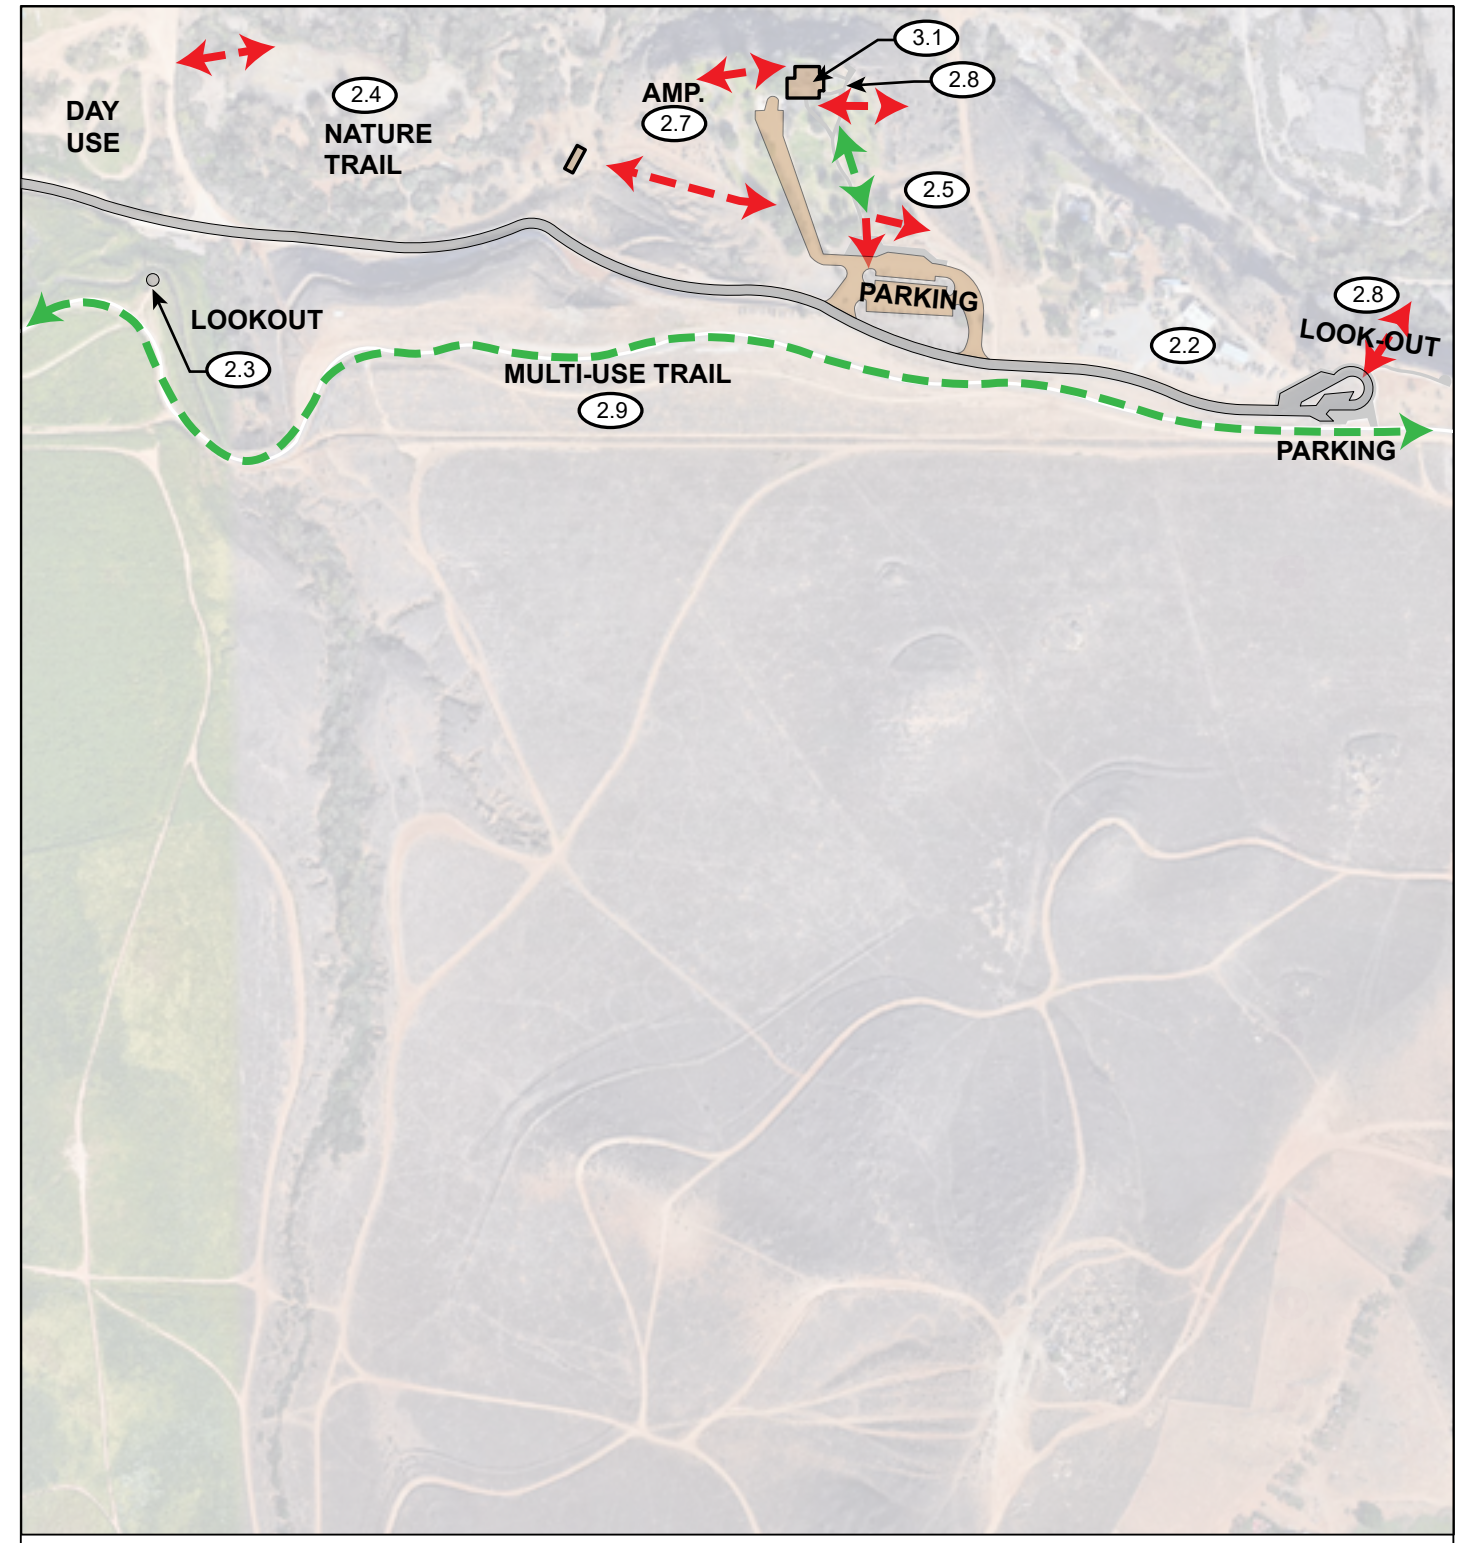 3.1
2.8
DAY
USE
2.4
NATURE
TRAIL
AMP.
2.7
2.5
PARKING
2.8
LOOK-OUT
LOOKOUT
2.3
2.2
MULTI-USE TRAIL
2.9
PARKING